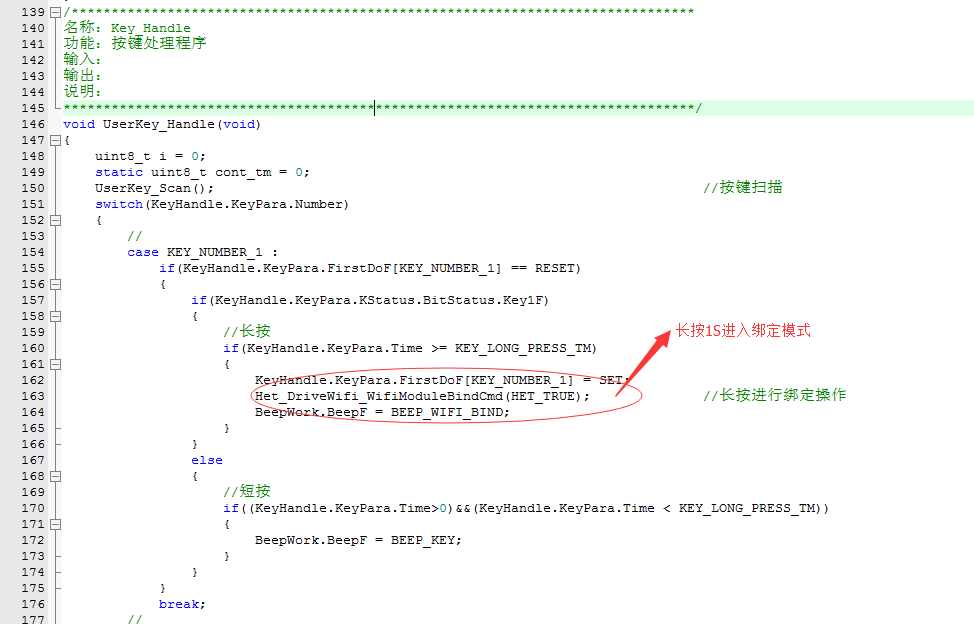 139 /******************************************************************************
140 名称: Key_Handle
141 功能: 按键处理程序
142 输入:
143 输出:
144 说明:
145 *******************************************************************************/
146 void UserKey_Handle(void)
147 {
148     uint8_t i = 0;
149     static uint8_t cont_tm = 0;
150     UserKey_Scan(); //按键扫描
151     switch(KeyHandle.KeyPara.Number)
152     {
153         //
154         case KEY_NUMBER_1 :
155             if(KeyHandle.KeyPara.FirstDoF[KEY_NUMBER_1] == RESET)
156             {
157                 if(KeyHandle.KeyPara.KStatus.BitStatus.Key1F)
158                 {
159                     //长按 长按1S进入绑定模式
160                     if(KeyHandle.KeyPara.Time >= KEY_LONG_PRESS_TM)
161                     {
162                         KeyHandle.KeyPara.FirstDoF[KEY_NUMBER_1] = SET;
163                         Het_DriveWifi_WifiModuleBindCmd(HET_TRUE); //长按进行绑定操作
164                         BeepWork.BeepF = BEEP_WIFI_BIND;
165                     }
166                 }
167                 else
168                 {
169                     //短按
170                     if((KeyHandle.KeyPara.Time>0)&&(KeyHandle.KeyPara.Time < KEY_LONG_PRESS_TM))
171                     {
172                         BeepWork.BeepF = BEEP_KEY;
173                     }
174                 }
175             }
176             break;
177         //